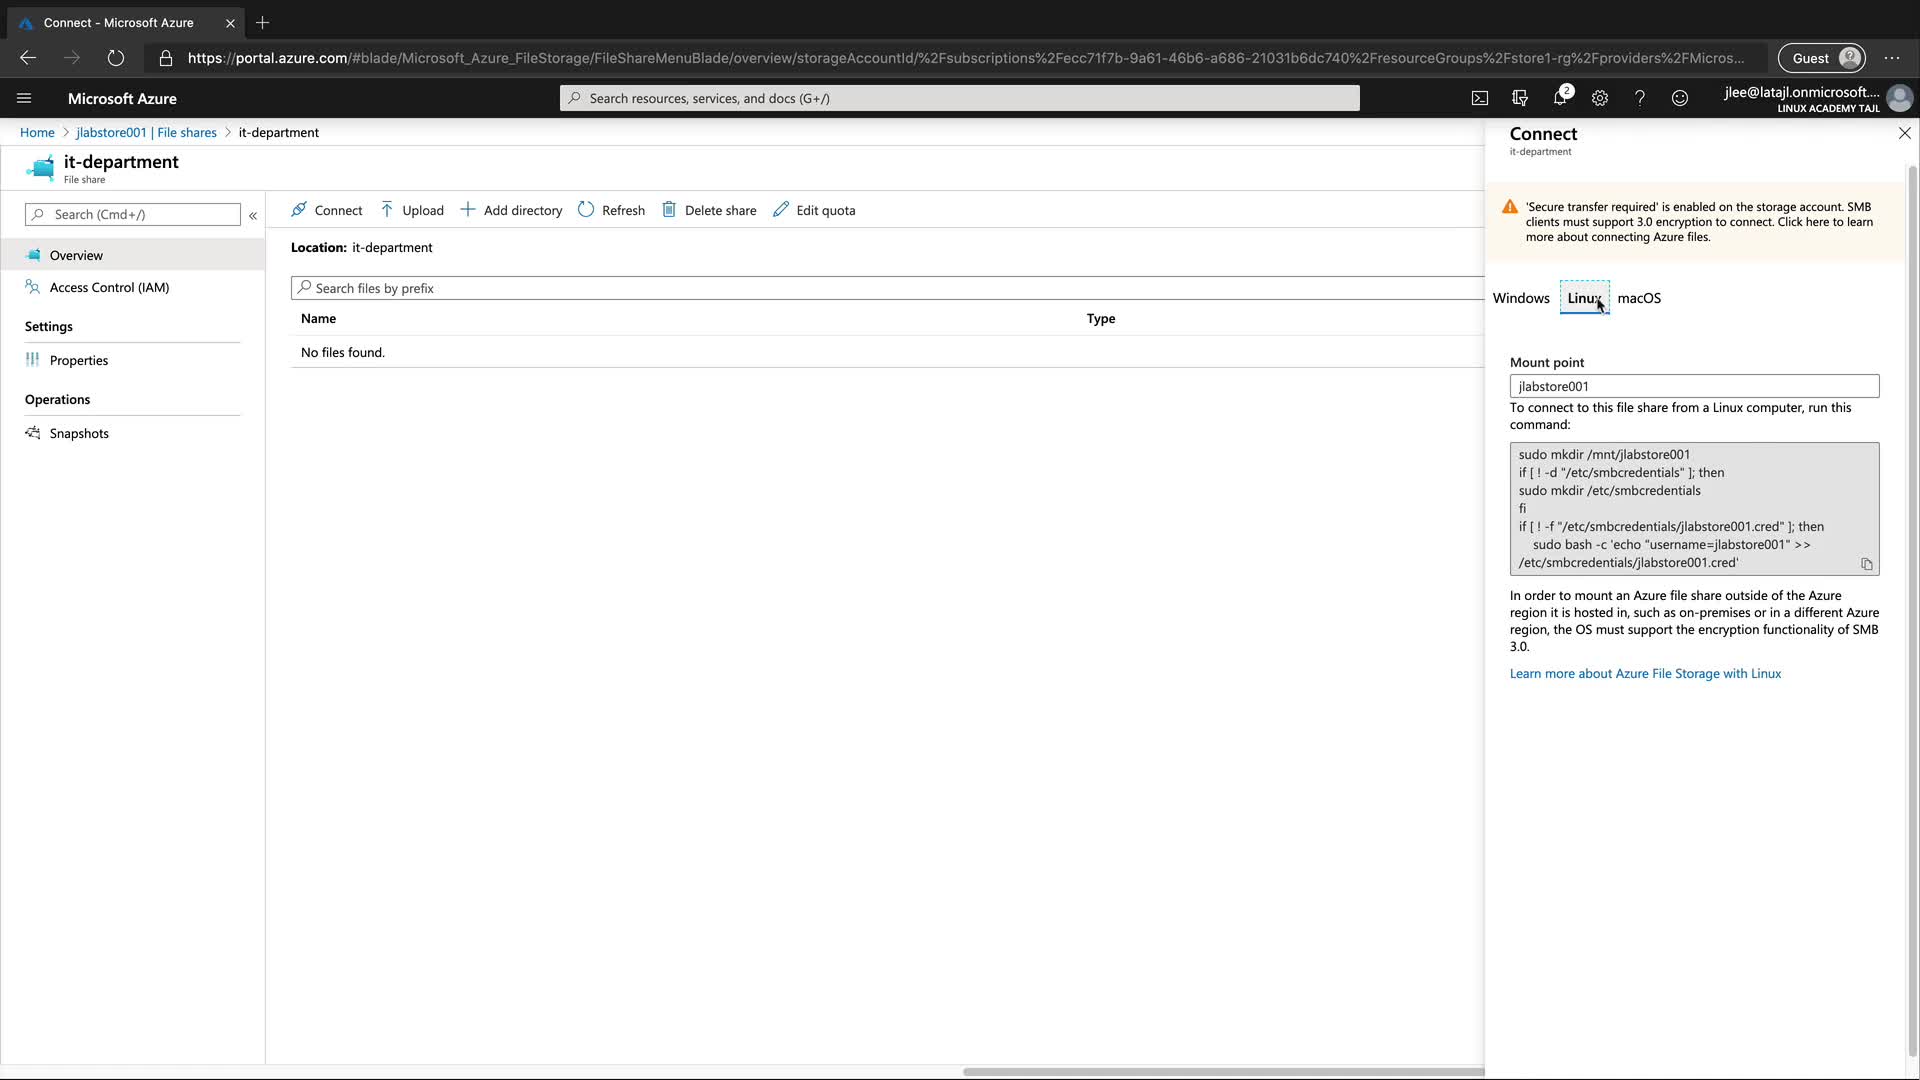 Connect - Microsoft Azure
https://portal.azure.com/#blade/Microsoft_Azure_FileStorage/FileShareMenuBlade/overview/storageAccountId/%2Fsubscriptions%2Fecc71f7b-9a61-46b6-a686-21031b6dc740%2FresourceGroups%2Fstore1-rg%2Fproviders%2FMicros...
Guest
Microsoft Azure
Search resources, services, and docs (G+/)
2
jlee@latajl.onmicrosoft....
LINUX ACADEMY TAJL
Home > jlabstore001 | File shares > it-department
it-department
File share
Search (Cmd+/)
«
Overview
Access Control (IAM)
Settings
Properties
Operations
Snapshots
Connect
Upload
Add directory
Refresh
Delete share
Edit quota
Location: it-department
Search files by prefix
Name
Type
No files found.
Connect
it-department
'Secure transfer required' is enabled on the storage account. SMB
clients must support 3.0 encryption to connect. Click here to learn
more about connecting Azure files.
Windows
Linux
macOS
Mount point
jlabstore001
To connect to this file share from a Linux computer, run this
command:
sudo mkdir /mnt/jlabstore001
if [ ! -d "/etc/smbcredentials" ]; then
sudo mkdir /etc/smbcredentials
fi
if [ ! -f "/etc/smbcredentials/jlabstore001.cred" ]; then
sudo bash -c 'echo "username=jlabstore001" >>
/etc/smbcredentials/jlabstore001.cred'
In order to mount an Azure file share outside of the Azure
region it is hosted in, such as on-premises or in a different Azure
region, the OS must support the encryption functionality of SMB
3.0.
Learn more about Azure File Storage with Linux